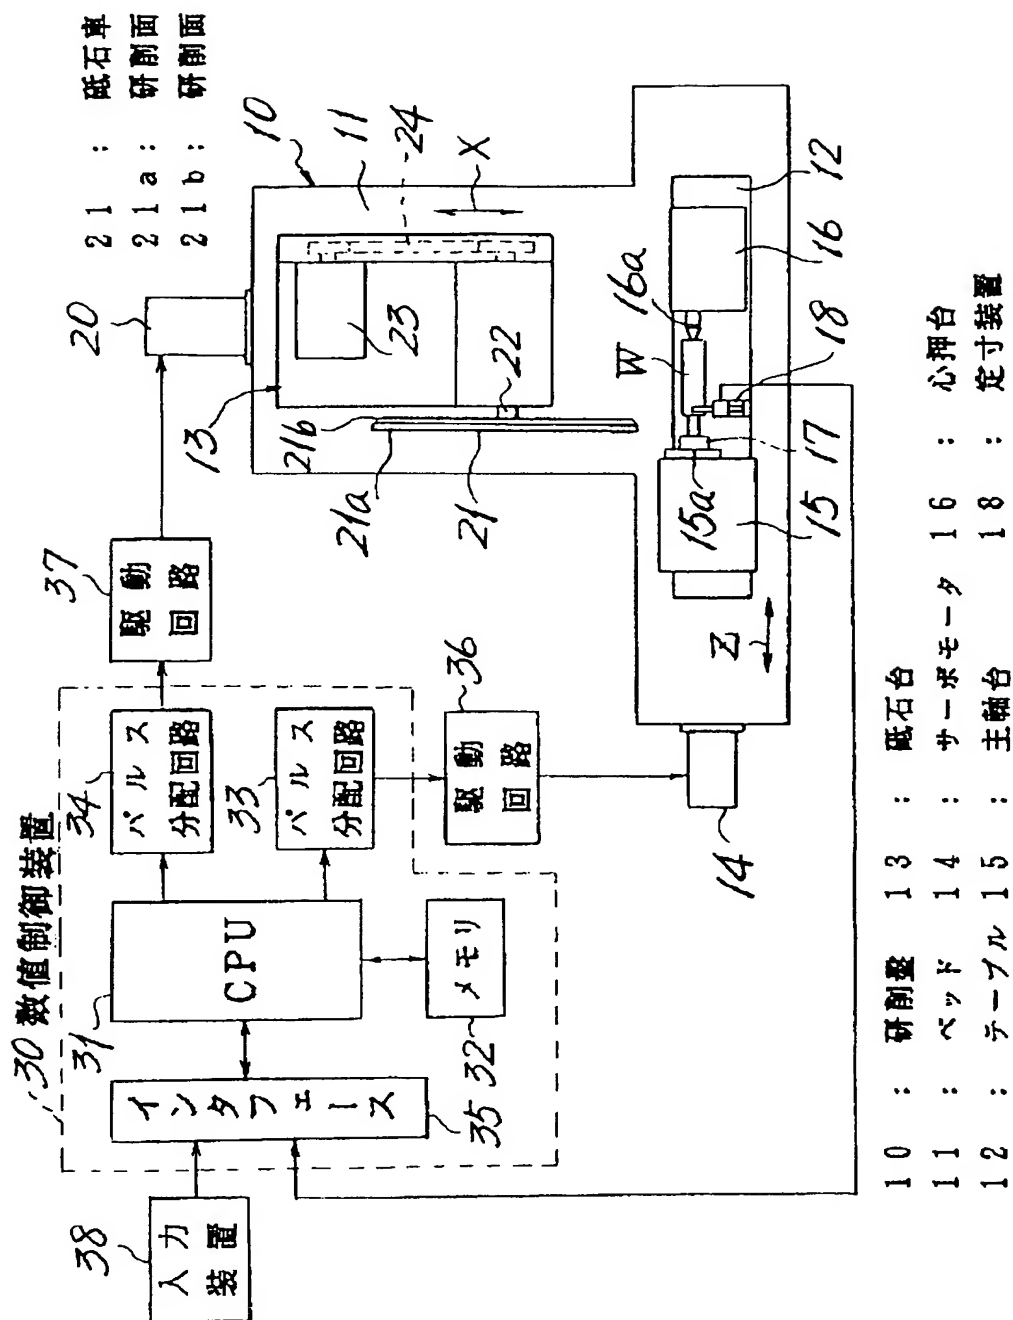 30 数値制御装置
38
入力
装置
31
CPU
インタフェース
35
メモリ
32
34
パルス
分配回路
33
パルス
分配回路
37
駆動
回路
36
駆動
回路
20
10
11
24
X
13
23
22
21b
21a
21
W
16a
12
16
18
17
15a
15
Z
14
21 : 砥石車
21a : 研削面
21b : 研削面
10 : 研削盤 13 : 砥石台 16 : 心押台
11 : ベッド 14 : サーボモータ 18 : 定寸装置
12 : テーブル 15 : 主軸台